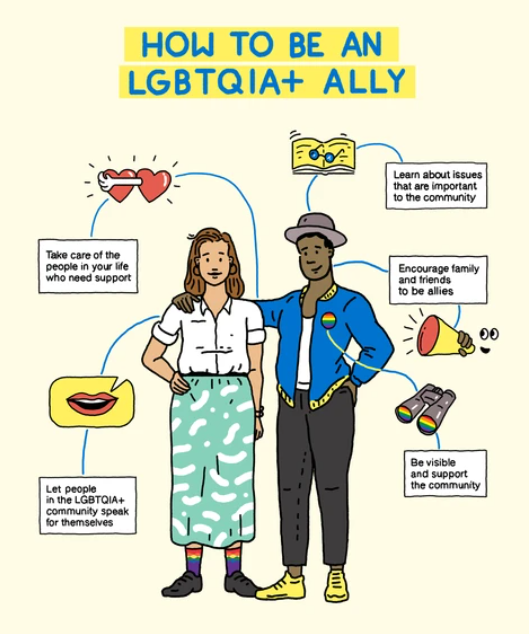 HOW TO BE AN
LGBTQIA+ ALLY
Learn about issues
that are important
to the community
Take care of the
people in your life
who need support
Encourage family
and friends
to be allies
Be visible
and support
the community
Let people
in the LGBTQIA+
community speak
for themselves